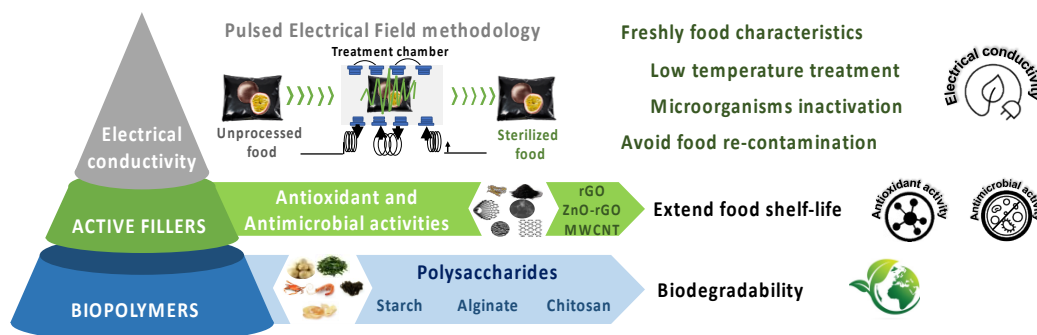 Pulsed Electrical Field methodology
Treatment chamber
Unprocessed
food
Sterilized
food
Freshly food characteristics
Low temperature treatment
Microorganisms inactivation
Avoid food re-contamination
Electrical conductivity
Electrical
conductivity
ACTIVE FILLERS
Antioxidant and
Antimicrobial activities
rGO
ZnO-rGO
MWCNT
Extend food shelf-life
Antioxidant activity
Antimicrobial activity
BIOPOLYMERS
Polysaccharides
Starch Alginate Chitosan
Biodegradability